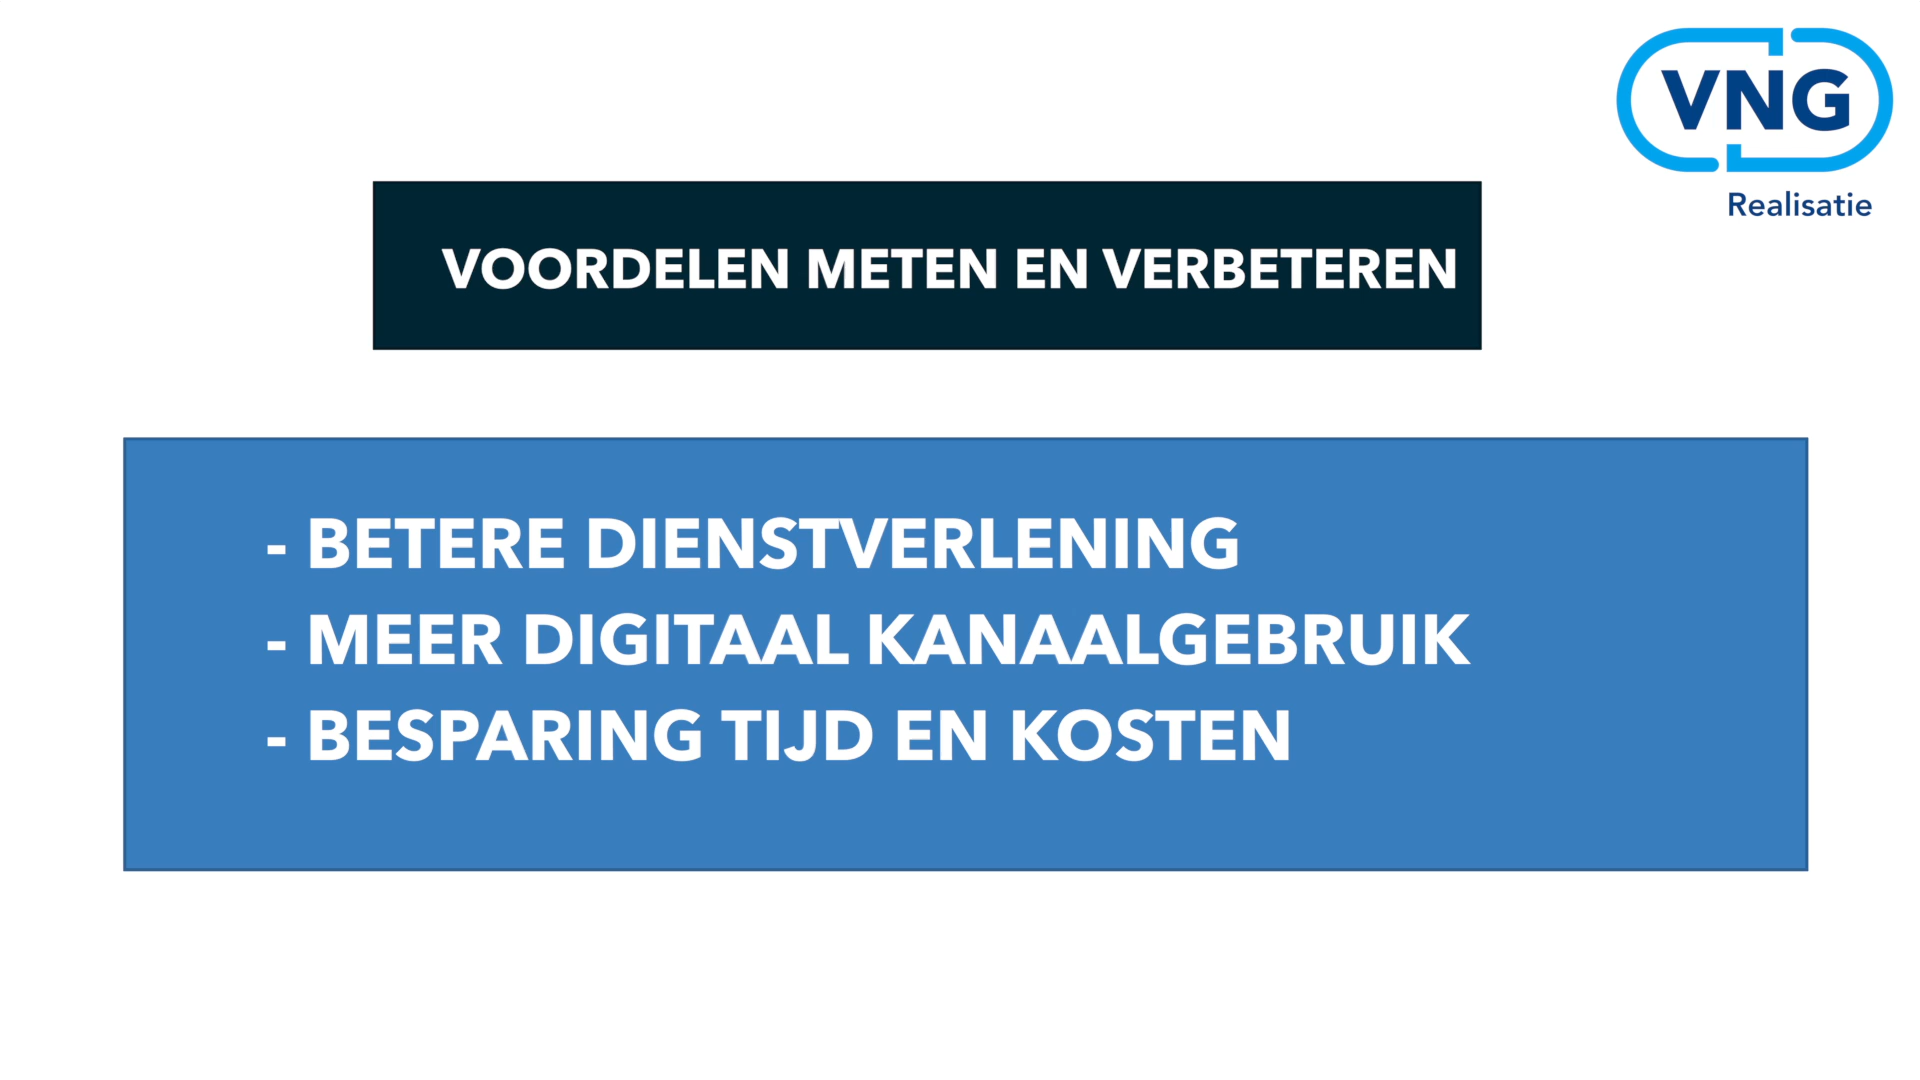 VNG
Realisatie
VOORDELEN METEN EN VERBETEREN
- BETERE DIENSTVERLENING
- MEER DIGITAAL KANAALGEBRUIK
- BESPARING TIJD EN KOSTEN